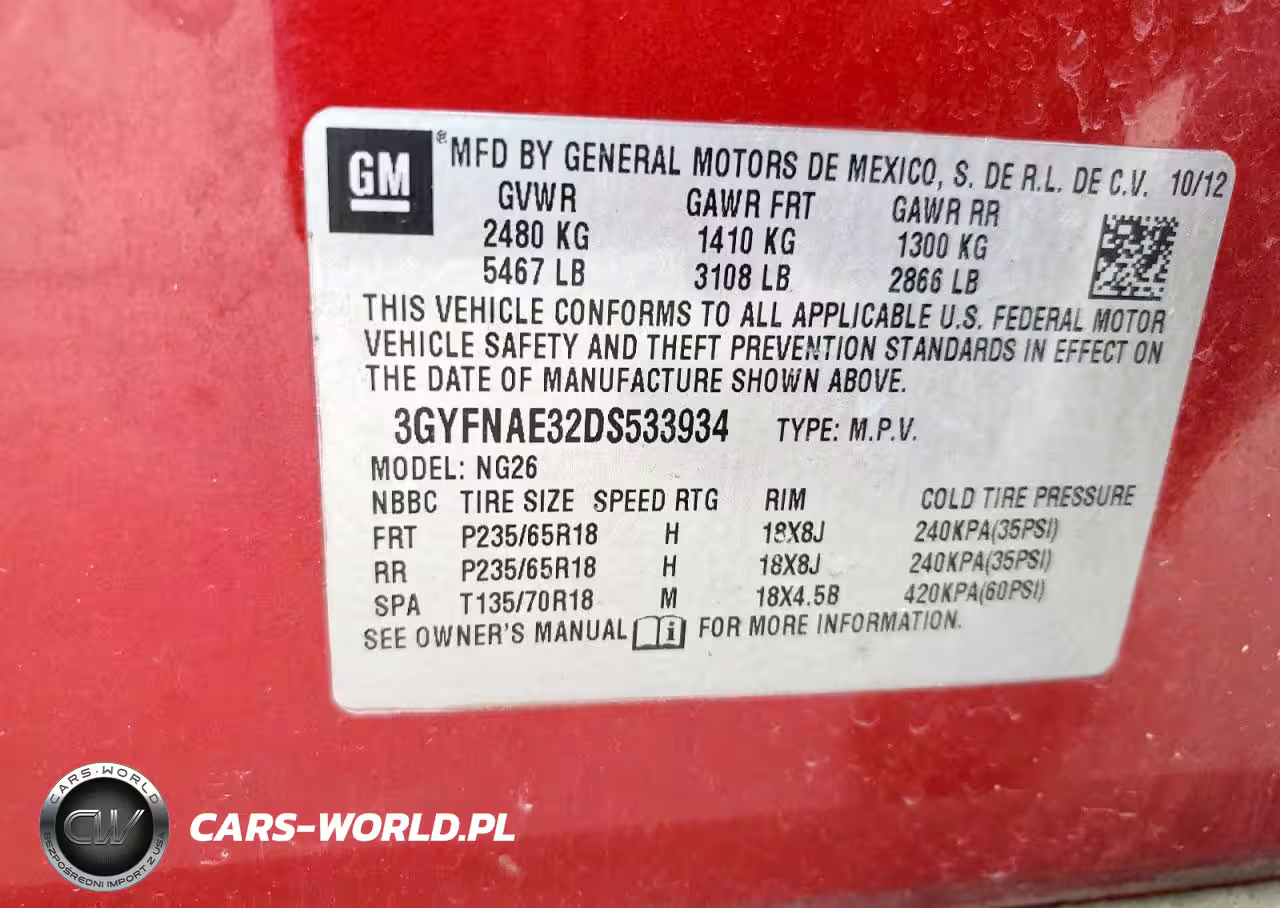 GM
® MFD BY GENERAL MOTORS DE MEXICO, S. DE R.L. DE C.V. 10/12
GVWR GAWR FRT GAWR RR
2480 KG 1410 KG 1300 KG
5467 LB 3108 LB 2866 LB
THIS VEHICLE CONFORMS TO ALL APPLICABLE U.S. FEDERAL MOTOR
VEHICLE SAFETY AND THEFT PREVENTION STANDARDS IN EFFECT ON
THE DATE OF MANUFACTURE SHOWN ABOVE.
3GYFNAE32DS533934 TYPE: M.P.V.
MODEL: NG26
NBBC TIRE SIZE SPEED RTG RIM COLD TIRE PRESSURE
FRT P235/65R18 H 18X8J 240KPA(35PSI)
RR P235/65R18 H 18X8J 240KPA(35PSI)
SPA T135/70R18 M 18X4.5B 420KPA(60PSI)
SEE OWNER'S MANUAL i FOR MORE INFORMATION.
CARS-WORLD
CW
BEZPOŚREDNI IMPORT Z USA
CARS-WORLD.PL